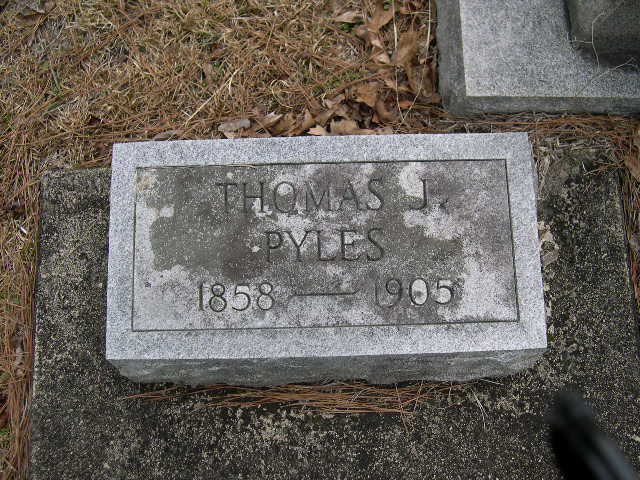 THOMAS J.
PYLES
1858 — 1905